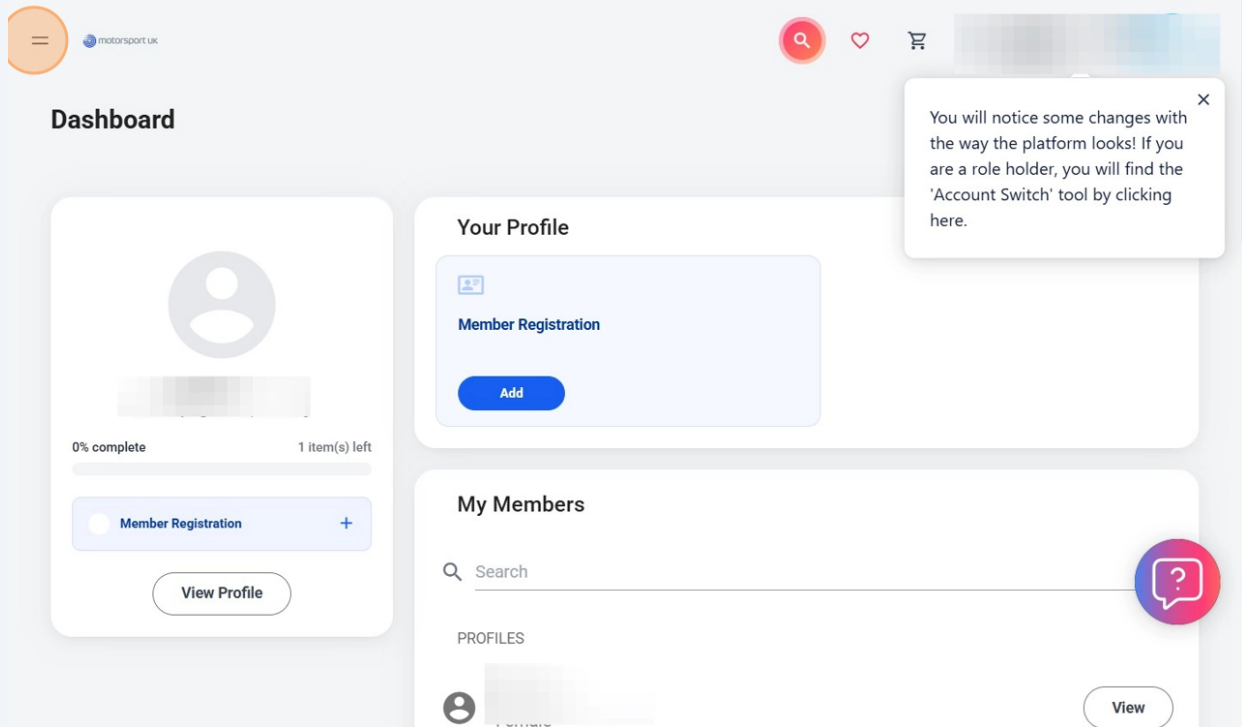 motorsport UK
Dashboard
You will notice some changes with
the way the platform looks! If you
are a role holder, you will find the
'Account Switch' tool by clicking
here.
0% complete 1 item(s) left
Member Registration
View Profile
Your Profile
Member Registration
Add
My Members
Search
PROFILES
Female
View